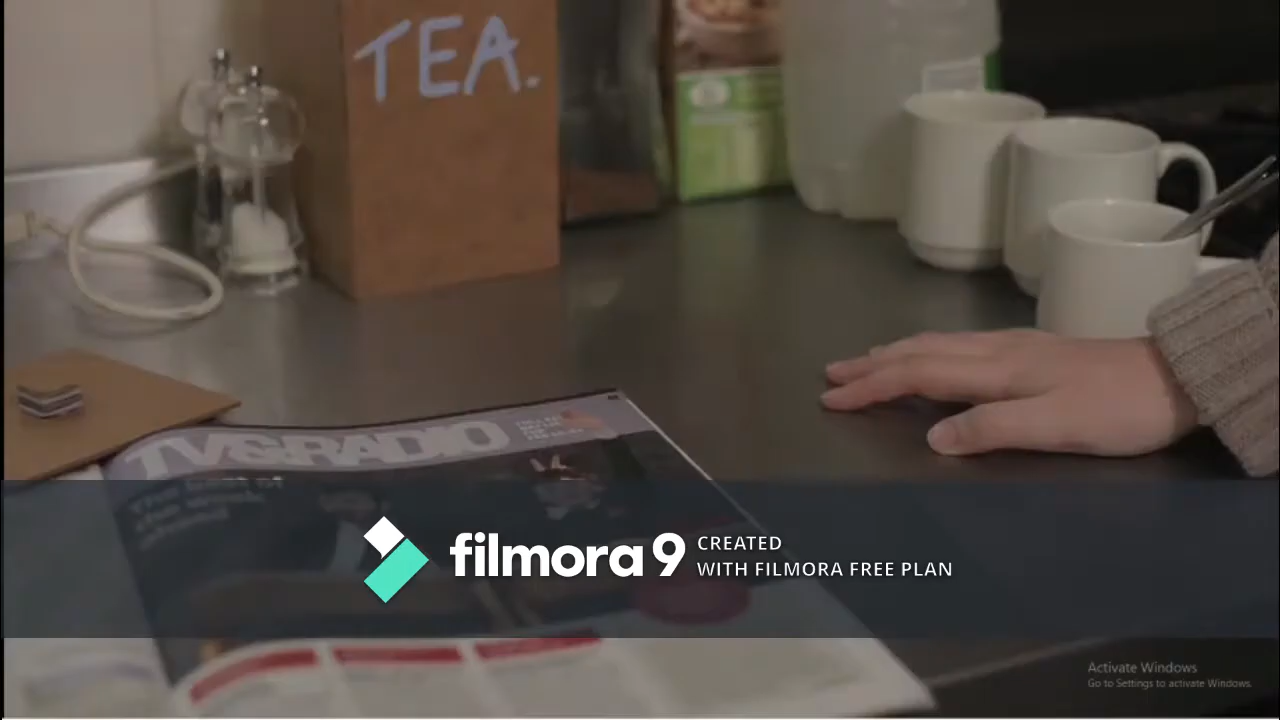 TEA.
TV&RADIO
filmora 9
CREATED
WITH FILMORA FREE PLAN
Activate Windows
Go to Settings to activate Windows.